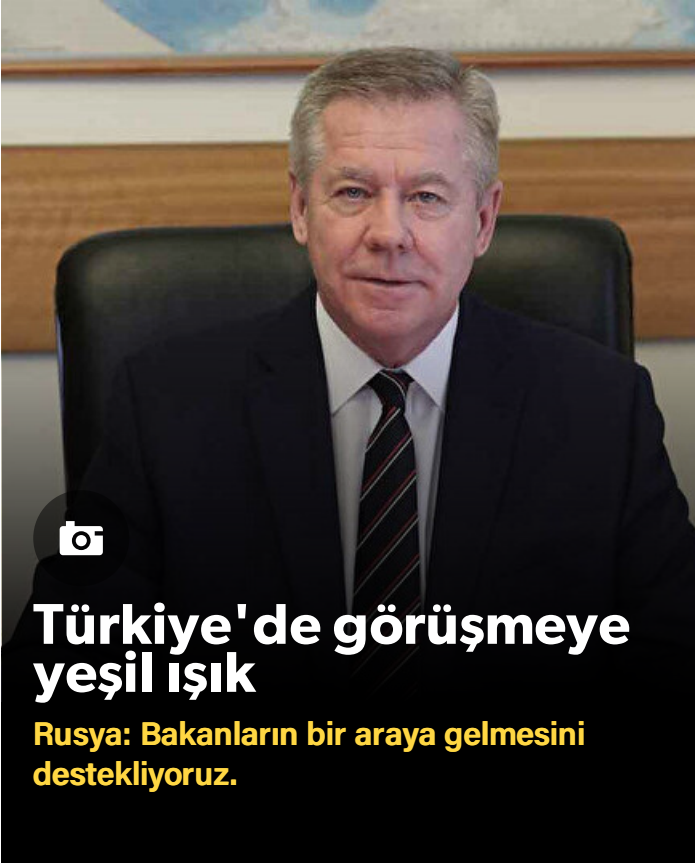 Türkiye'de görüşmeye
yeşil ışık
Rusya: Bakanların bir araya gelmesini
destekliyoruz.